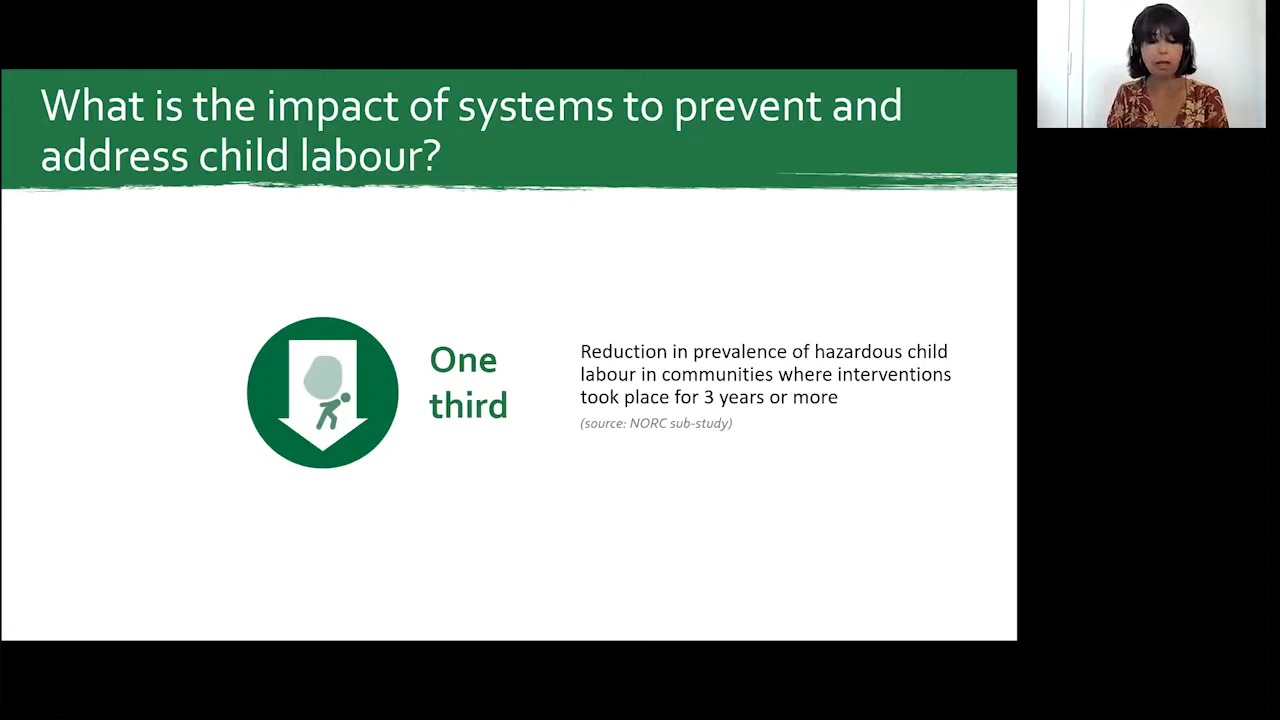 What is the impact of systems to prevent and
address child labour?
One
third
Reduction in prevalence of hazardous child
labour in communities where interventions
took place for 3 years or more
(source: NORC sub-study)